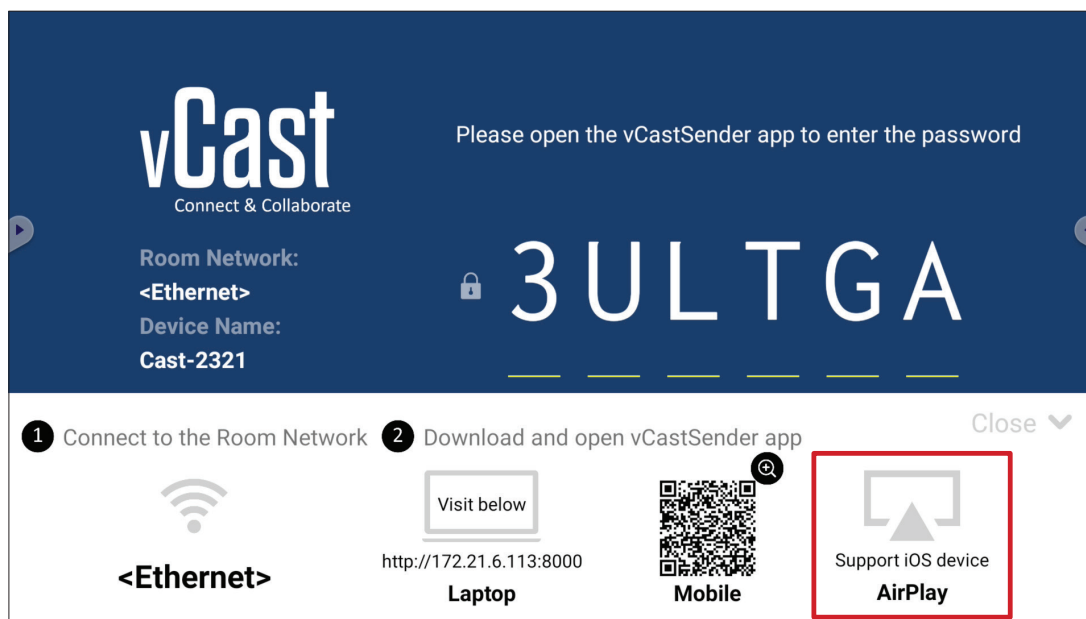 vCast
Connect & Collaborate
Please open the vCastSender app to enter the password
Room Network:
<Ethernet>
Device Name:
Cast-2321
3ULTGA
1 Connect to the Room Network
2 Download and open vCastSender app
Close
<Ethernet>
Visit below
http://172.21.6.113:8000
Laptop
Mobile
Support iOS device
AirPlay